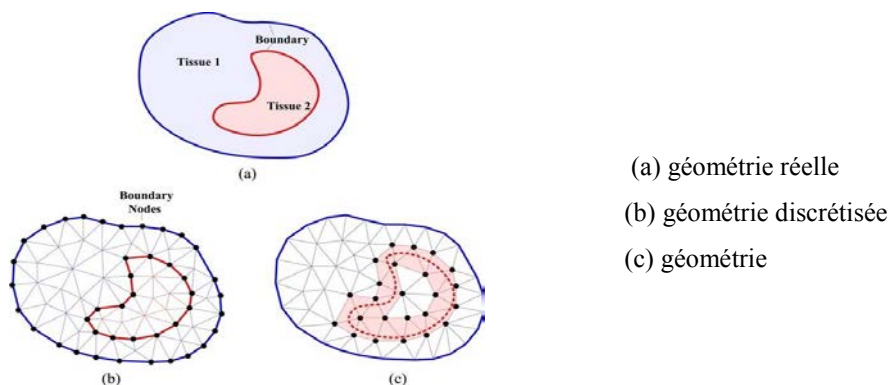 Boundary
Tissue 1
Tissue 2
(a)
Boundary
Nodes
(b)
(c)
(a) géométrie réelle
(b) géométrie discrétisée
(c) géométrie